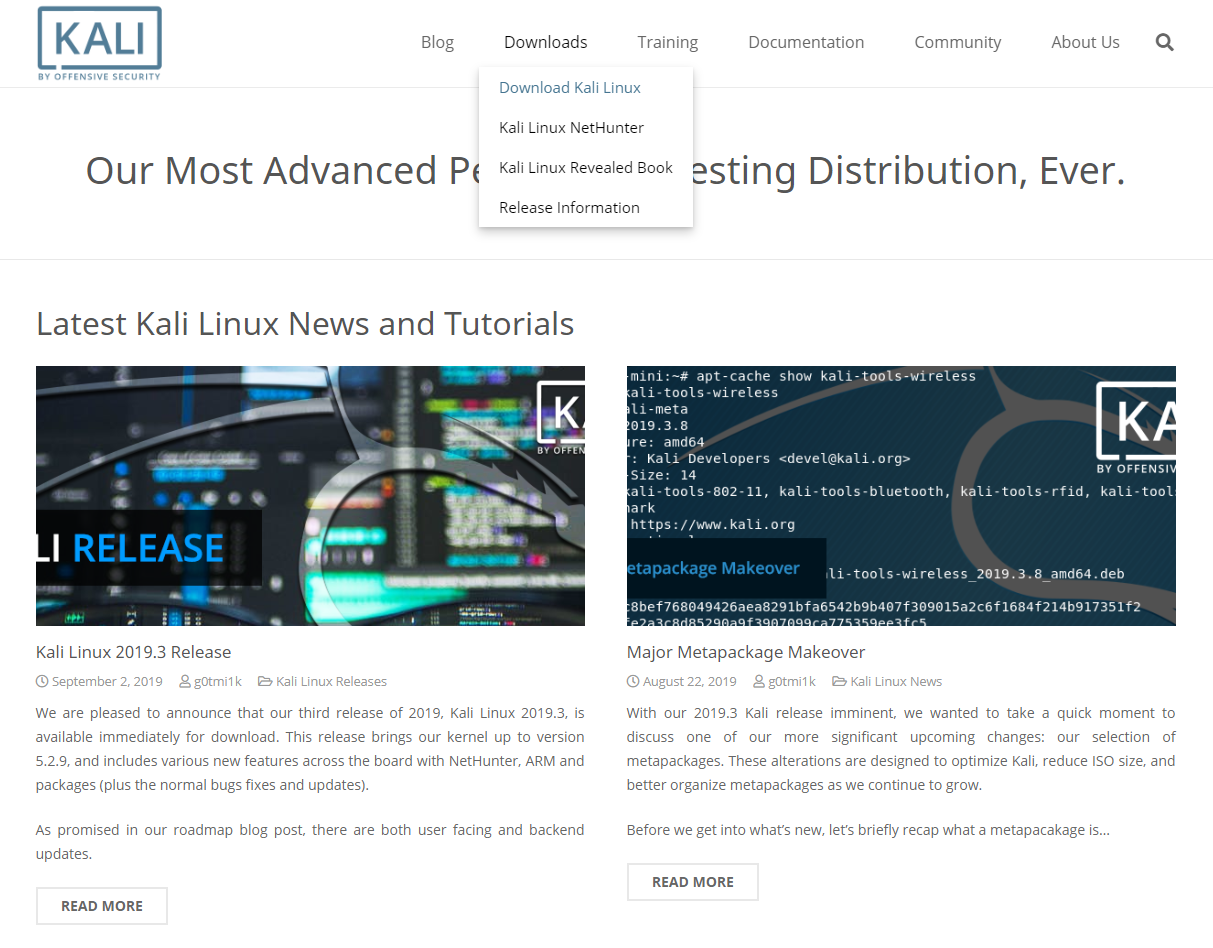 KALI
BY OFFENSIVE SECURITY
Blog Downloads Training Documentation Community About Us
Download Kali Linux
Kali Linux NetHunter
Kali Linux Revealed Book
Release Information
Our Most Advanced Pe esting Distribution, Ever.
Latest Kali Linux News and Tutorials
KA
BY OFFEN
LI RELEASE
Kali Linux 2019.3 Release
September 2, 2019 g0tmi1k Kali Linux Releases
We are pleased to announce that our third release of 2019, Kali Linux 2019.3, is
available immediately for download. This release brings our kernel up to version
5.2.9, and includes various new features across the board with NetHunter, ARM and
packages (plus the normal bugs fixes and updates).
As promised in our roadmap blog post, there are both user facing and backend
updates.
READ MORE
-mini:~# apt-cache show kali-tools-wireless
kali-tools-wireless
ali-meta
2019.3.8
ure: amd64
r: Kali Developers <devel@kali.org>
-Size: 14
kali-tools-802-11, kali-tools-bluetooth, kali-tools-rfid, kali-tools
hark
https://www.kali.org
KA
BY OFFENSIV
etapackage Makeover
ali-tools-wireless_2019.3.8_amd64.deb
c8bef768049426aea8291bfa6542b9b407f309015a2c6f1684f214b917351f2
fe2a3c8d85290a9f3907099ca775359ee3fc5
Major Metapackage Makeover
August 22, 2019 g0tmi1k Kali Linux News
With our 2019.3 Kali release imminent, we wanted to take a quick moment to
discuss one of our more significant upcoming changes: our selection of
metapackages. These alterations are designed to optimize Kali, reduce ISO size, and
better organize metapackages as we continue to grow.
Before we get into what’s new, let’s briefly recap what a metapacakage is…
READ MORE